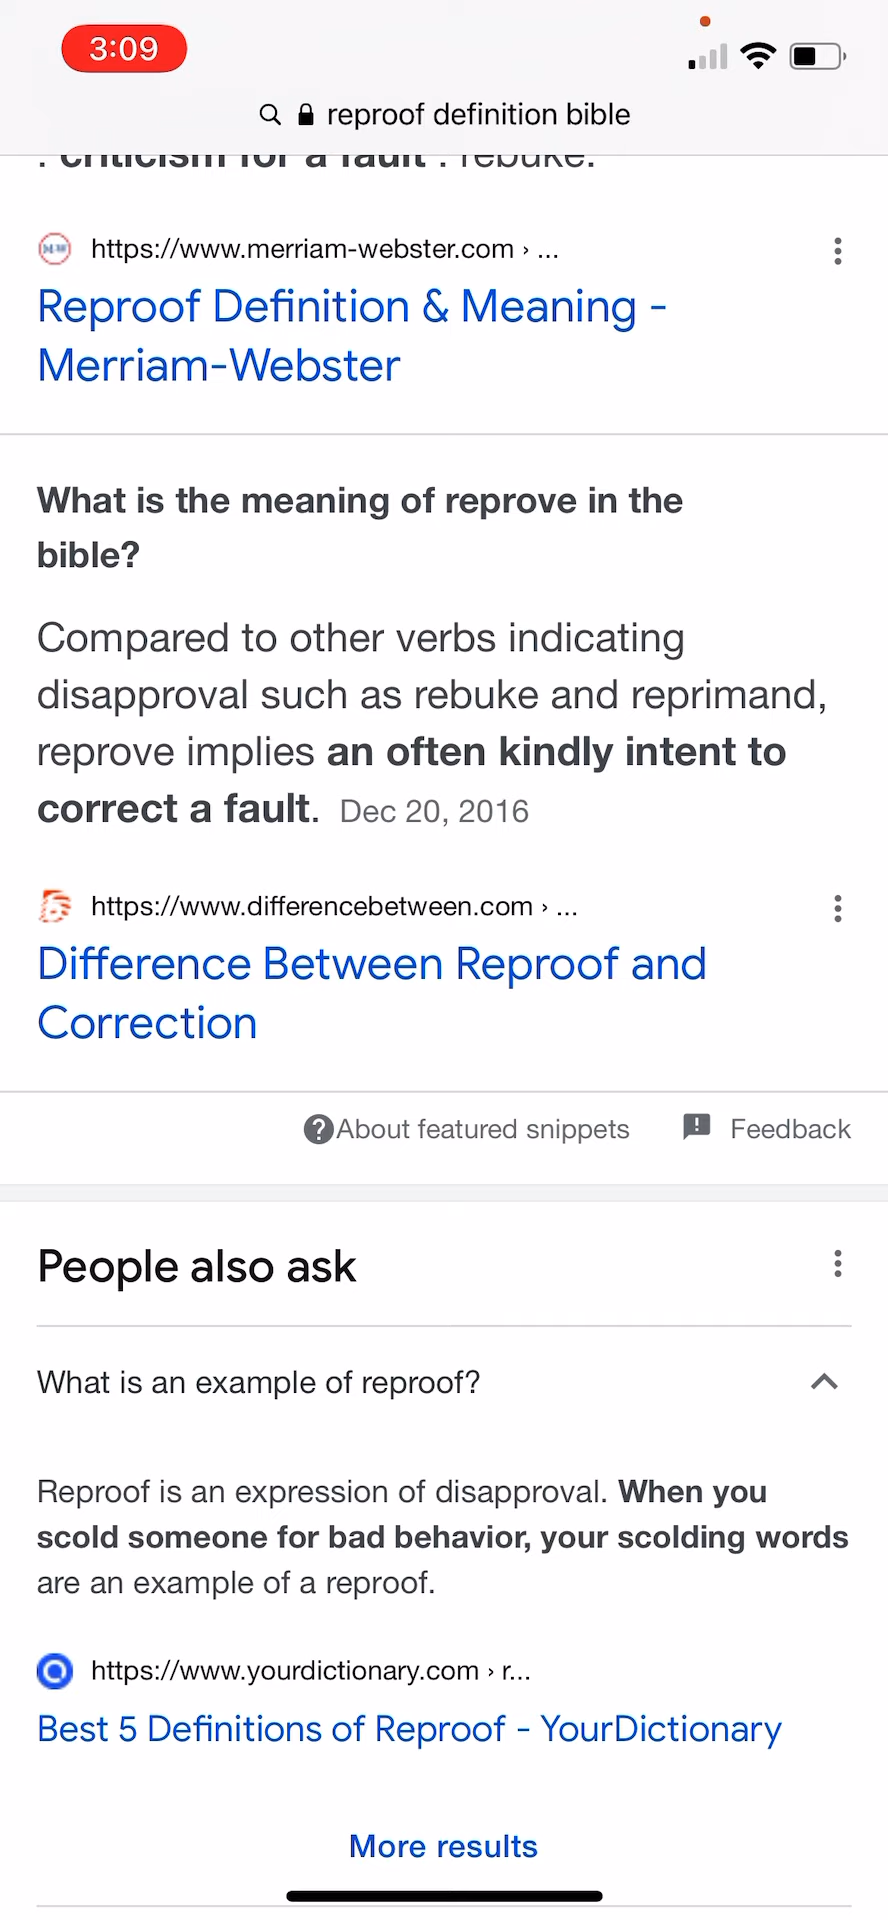 3:09
reproof definition bible
: criticism for a fault : rebuke.
https://www.merriam-webster.com › ...
Reproof Definition & Meaning -
Merriam-Webster
What is the meaning of reprove in the
bible?
Compared to other verbs indicating
disapproval such as rebuke and reprimand,
reprove implies an often kindly intent to
correct a fault. Dec 20, 2016
https://www.differencebetween.com › ...
Difference Between Reproof and
Correction
About featured snippets Feedback
People also ask
What is an example of reproof?
Reproof is an expression of disapproval. When you
scold someone for bad behavior, your scolding words
are an example of a reproof.
https://www.yourdictionary.com › r...
Best 5 Definitions of Reproof - YourDictionary
More results